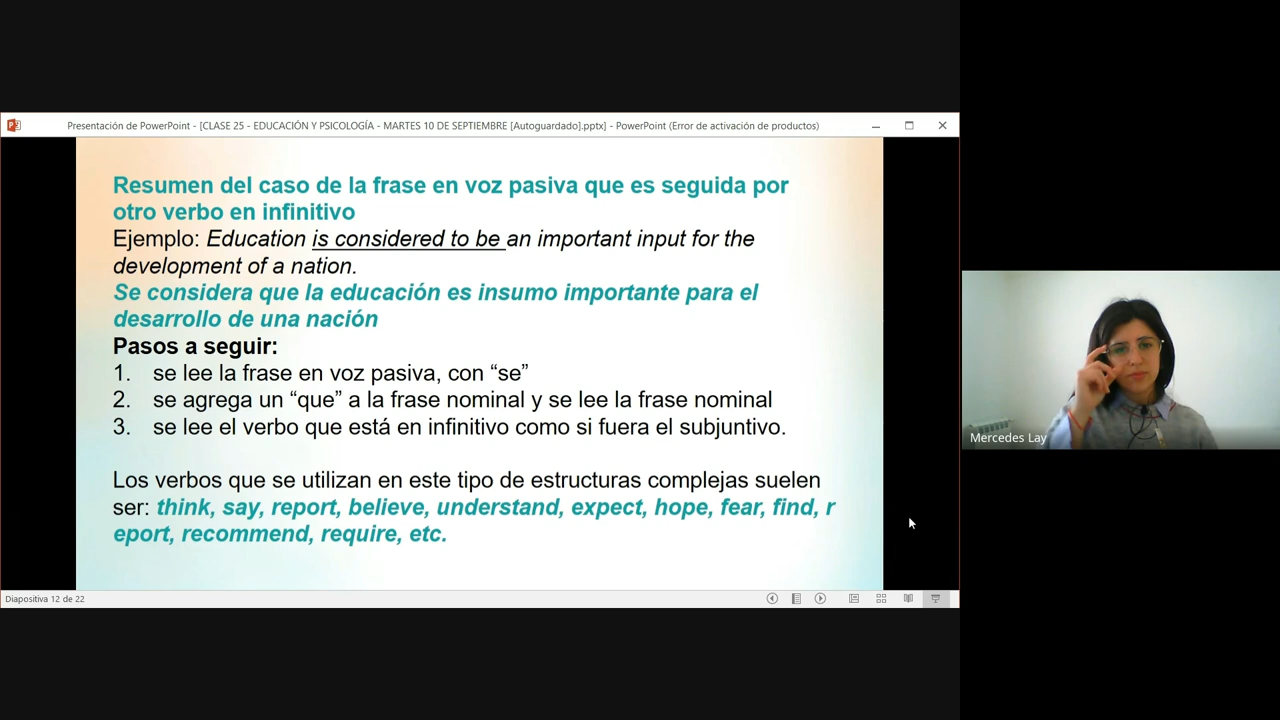 Presentación de PowerPoint - [CLASE 25 - EDUCACIÓN Y PSICOLOGÍA - MARTES 10 DE SEPTIEMBRE [Autoguardado].pptx] - PowerPoint (Error de activación de productos)
Resumen del caso de la frase en voz pasiva que es seguida por
otro verbo en infinitivo
Ejemplo: Education is considered to be an important input for the
development of a nation.
Se considera que la educación es insumo importante para el
desarrollo de una nación
Pasos a seguir:
1. se lee la frase en voz pasiva, con “se”
2. se agrega un “que” a la frase nominal y se lee la frase nominal
3. se lee el verbo que está en infinitivo como si fuera el subjuntivo.
Los verbos que se utilizan en este tipo de estructuras complejas suelen
ser: think, say, report, believe, understand, expect, hope, fear, find, r
eport, recommend, require, etc.
Mercedes Lay
Diapositiva 12 de 22